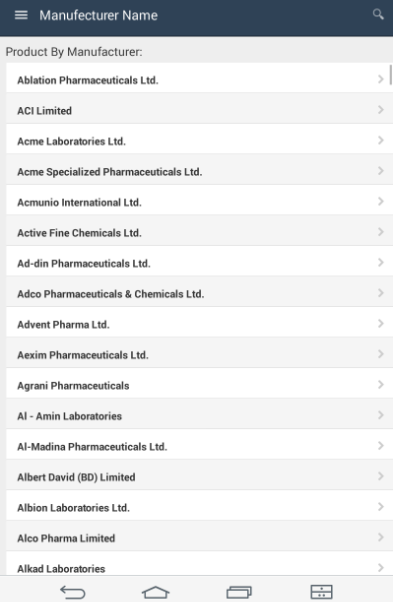 Manufecturer Name
Product By Manufacturer:
Ablation Pharmaceuticals Ltd.
ACI Limited
Acme Laboratories Ltd.
Acme Specialized Pharmaceuticals Ltd.
Acmunio International Ltd.
Active Fine Chemicals Ltd.
Ad-din Pharmaceuticals Ltd.
Adco Pharmaceuticals & Chemicals Ltd.
Advent Pharma Ltd.
Aexim Pharmaceuticals Ltd.
Agrani Pharmaceuticals
Al - Amin Laboratories
Al-Madina Pharmaceuticals Ltd.
Albert David (BD) Limited
Albion Laboratories Ltd.
Alco Pharma Limited
Alkad Laboratories